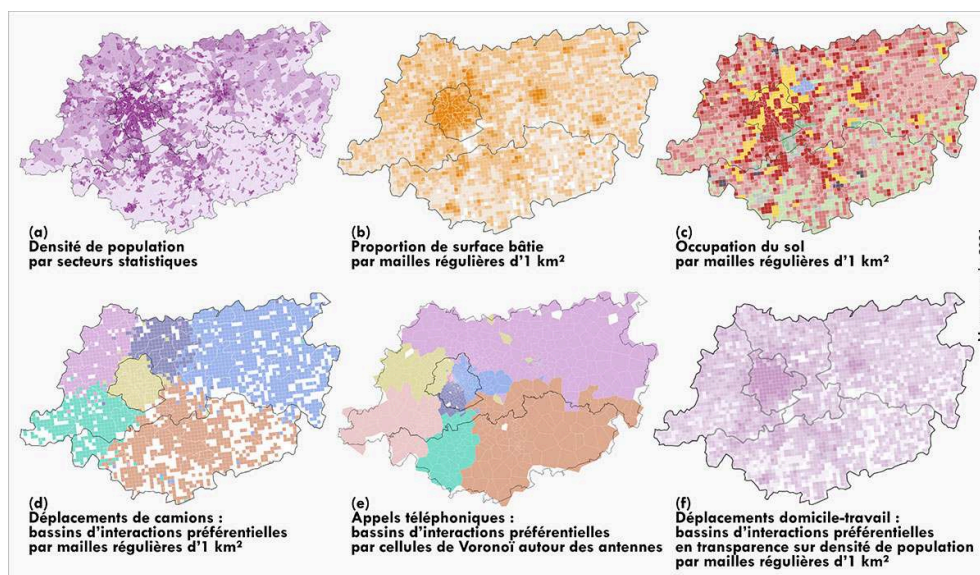 (a)
Densité de population
par secteurs statistiques
(b)
Proportion de surface bâtie
par mailles régulières d'1 km²
(c)
Occupation du sol
par mailles régulières d'1 km²
(d)
Déplacements de camions :
bassins d'interactions préférentielles
par mailles régulières d'1 km²
(e)
Appels téléphoniques :
bassins d'interactions préférentielles
par cellules de Voronoï autour des antennes
(f)
Déplacements domicile-travail :
bassins d'interactions préférentielles
en transparence sur densité de population
par mailles régulières d'1 km²